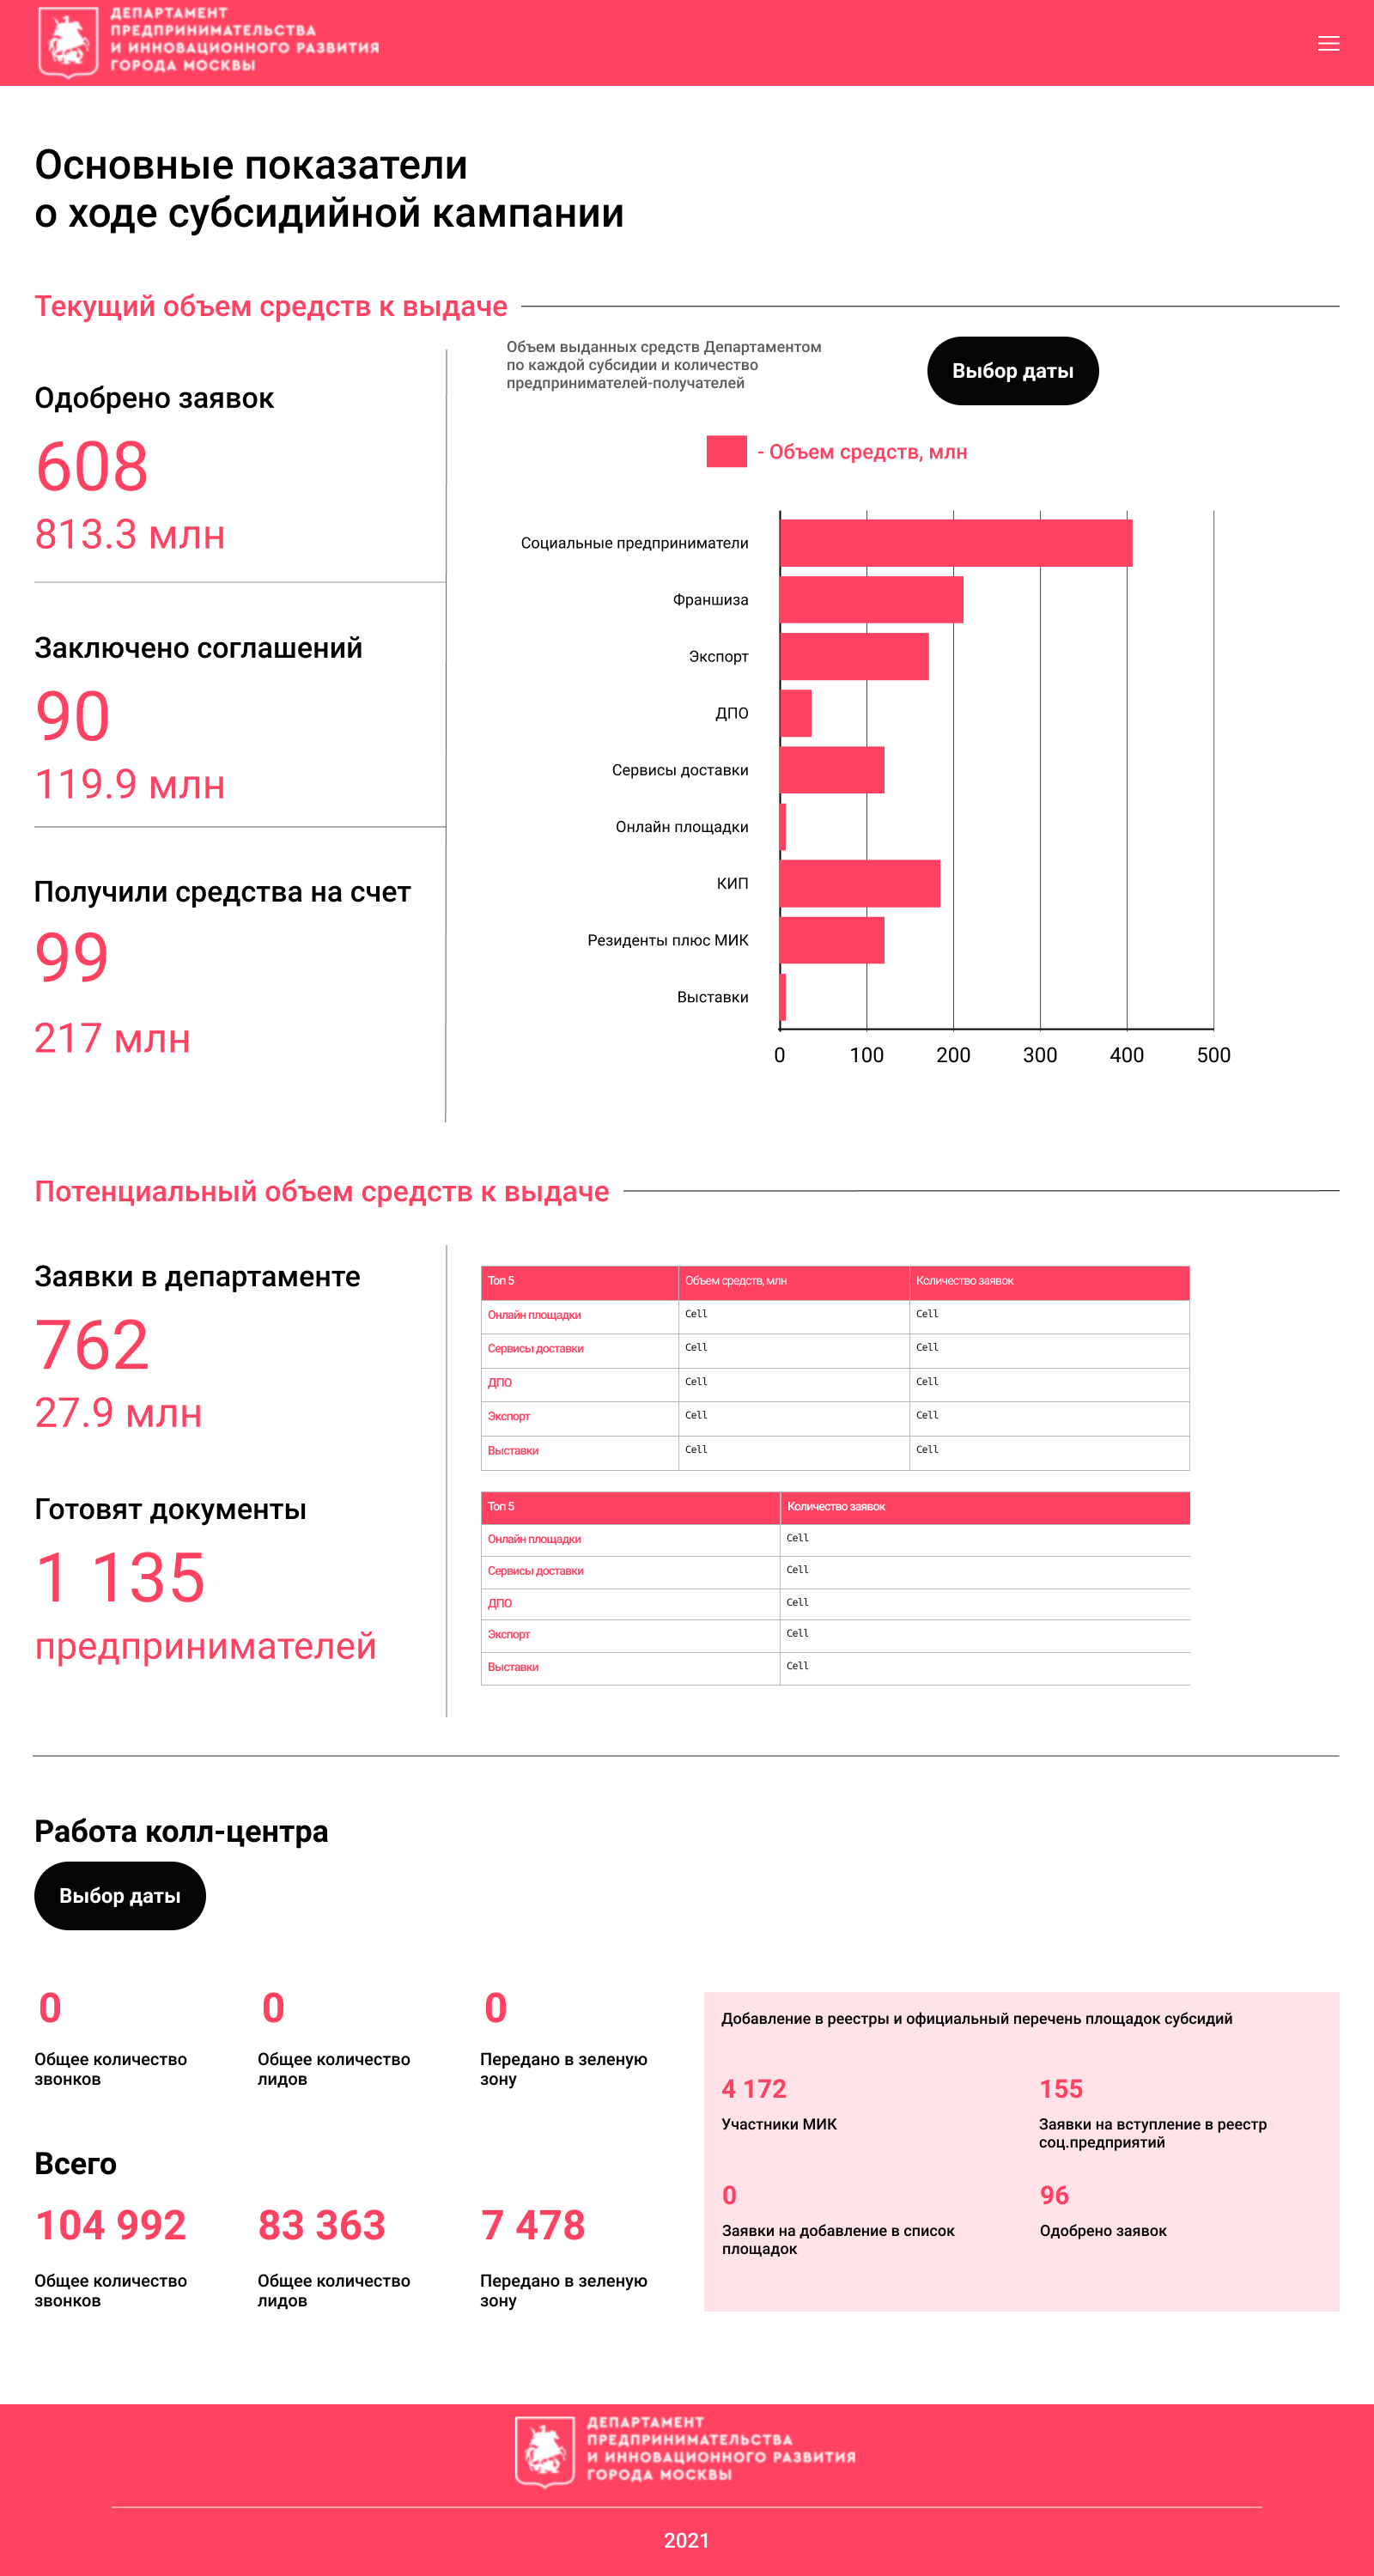 ДЕПАРТАМЕНТ
ПРЕДПРИНИМАТЕЛЬСТВА
И ИННОВАЦИОННОГО РАЗВИТИЯ
ГОРОДА МОСКВЫ
Основные показатели
о ходе субсидийной кампании
Текущий объем средств к выдаче
Одобрено заявок
608
813.3 млн
Заключено соглашений
90
119.9 млн
Получили средства на счет
99
217 млн
Объем выданных средств Департаментом
по каждой субсидии и количество
предпринимателей-получателей
Выбор даты
- Объем средств, млн
Социальные предприниматели
Франшиза
Экспорт
ДПО
Сервисы доставки
Онлайн площадки
КИП
Резиденты плюс МИК
Выставки
0 100 200 300 400 500
Потенциальный объем средств к выдаче
Заявки в департаменте
762
27.9 млн
Готовят документы
1 135
предпринимателей
Топ 5 Объем средств, млн Количество заявок
Онлайн площадки Cell Cell
Сервисы доставки Cell Cell
ДПО Cell Cell
Экспорт Cell Cell
Выставки Cell Cell
Топ 5 Количество заявок
Онлайн площадки Cell
Сервисы доставки Cell
ДПО Cell
Экспорт Cell
Выставки Cell
Работа колл-центра
Выбор даты
0
Общее количество
звонков
0
Общее количество
лидов
0
Передано в зеленую
зону
Всего
104 992
Общее количество
звонков
83 363
Общее количество
лидов
7 478
Передано в зеленую
зону
Добавление в реестры и официальный перечень площадок субсидий
4 172
Участники МИК
155
Заявки на вступление в реестр
соц.предприятий
0
Заявки на добавление в список
площадок
96
Одобрено заявок
ДЕПАРТАМЕНТ
ПРЕДПРИНИМАТЕЛЬСТВА
И ИННОВАЦИОННОГО РАЗВИТИЯ
ГОРОДА МОСКВЫ
2021